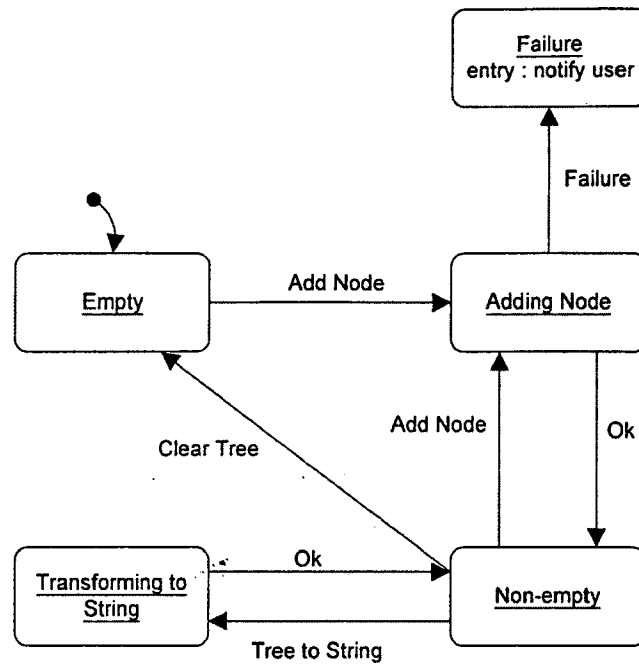 Failure
entry : notify user
Failure
Empty
Add Node
Adding Node
Clear Tree
Add Node
Ok
Transforming to
String
Ok
Non-empty
Tree to String